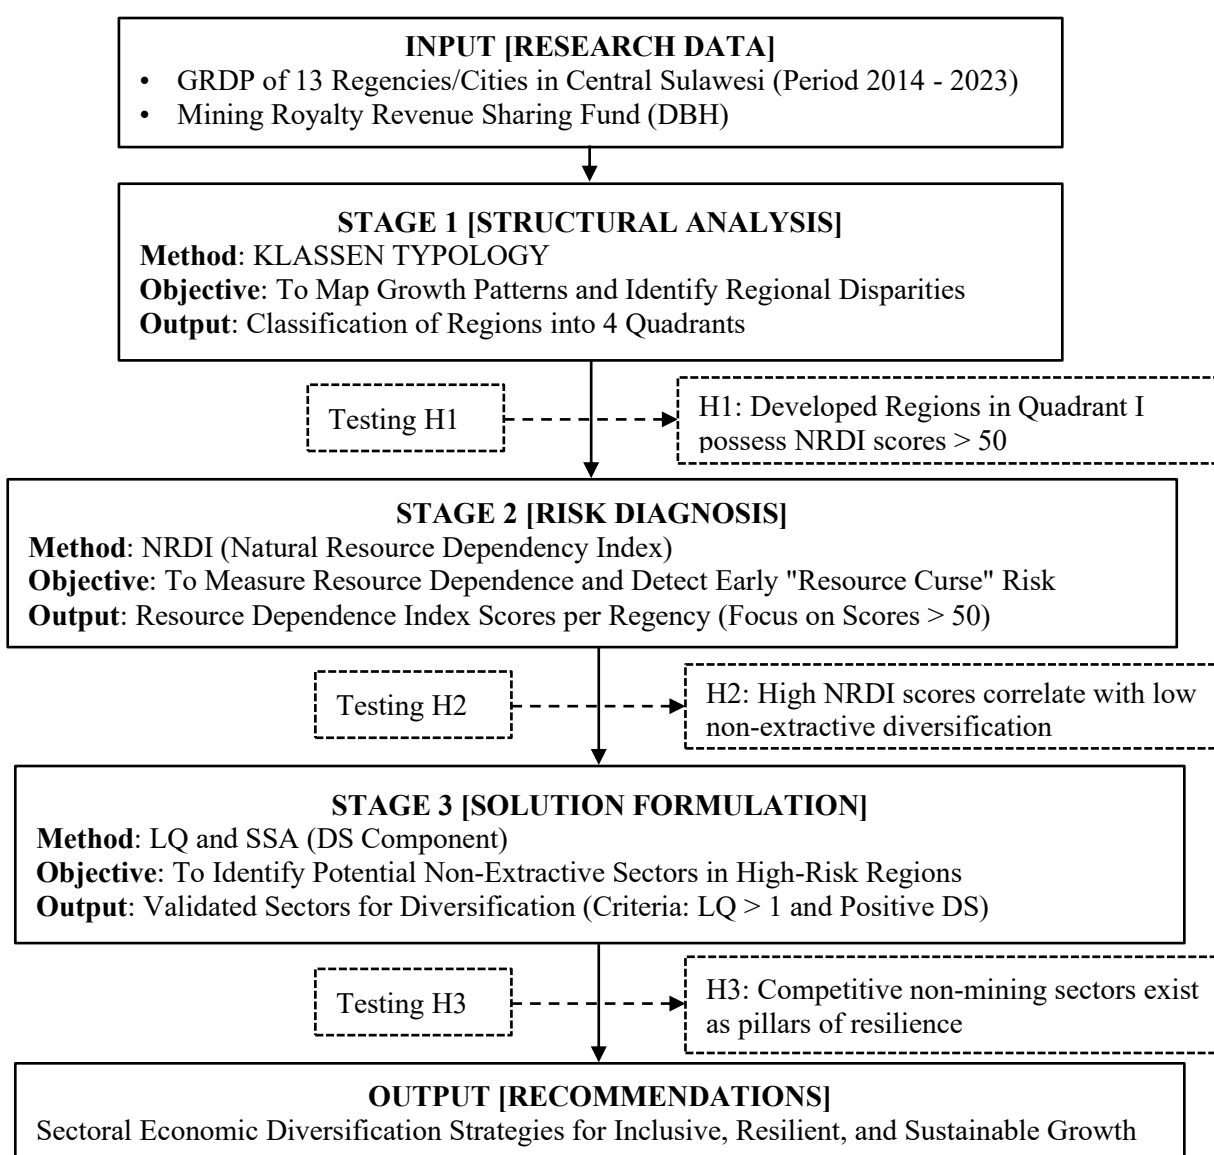 INPUT [RESEARCH DATA]
• GRDP of 13 Regencies/Cities in Central Sulawesi (Period 2014 - 2023)
• Mining Royalty Revenue Sharing Fund (DBH)
STAGE 1 [STRUCTURAL ANALYSIS]
Method: KLASSEN TYPOLOGY
Objective: To Map Growth Patterns and Identify Regional Disparities
Output: Classification of Regions into 4 Quadrants
Testing H1
H1: Developed Regions in Quadrant I
possess NRDI scores > 50
STAGE 2 [RISK DIAGNOSIS]
Method: NRDI (Natural Resource Dependency Index)
Objective: To Measure Resource Dependence and Detect Early "Resource Curse" Risk
Output: Resource Dependence Index Scores per Regency (Focus on Scores > 50)
Testing H2
H2: High NRDI scores correlate with low
non-extractive diversification
STAGE 3 [SOLUTION FORMULATION]
Method: LQ and SSA (DS Component)
Objective: To Identify Potential Non-Extractive Sectors in High-Risk Regions
Output: Validated Sectors for Diversification (Criteria: LQ > 1 and Positive DS)
Testing H3
H3: Competitive non-mining sectors exist
as pillars of resilience
OUTPUT [RECOMMENDATIONS]
Sectoral Economic Diversification Strategies for Inclusive, Resilient, and Sustainable Growth